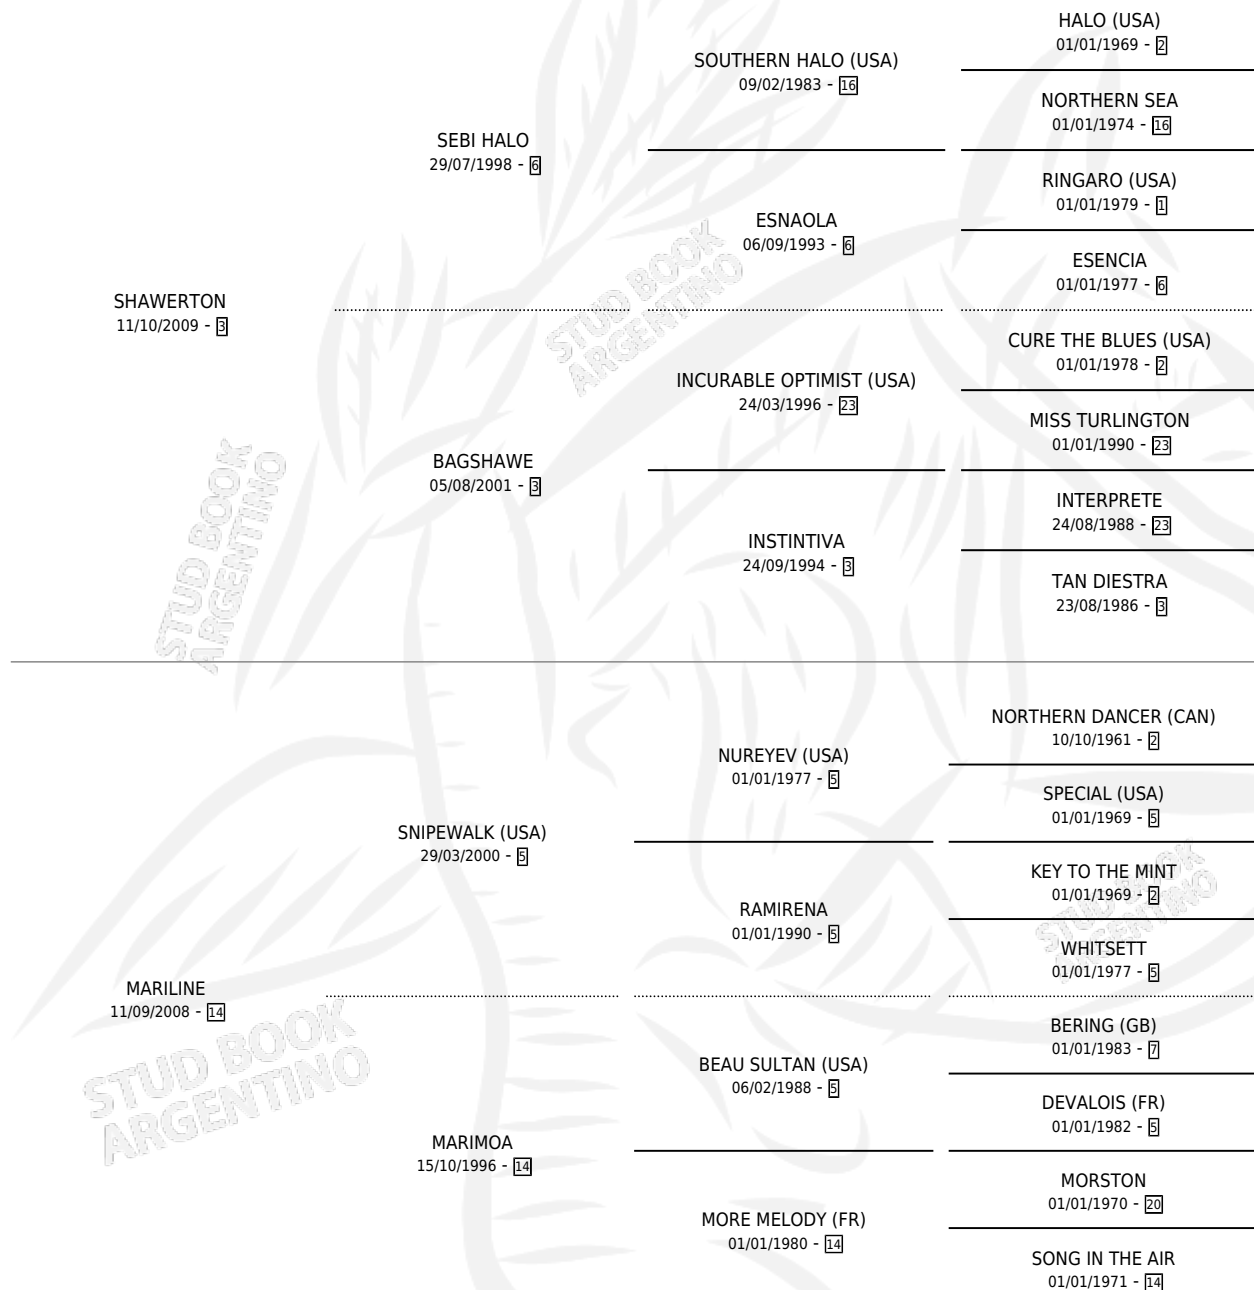 HALO (USA)
01/01/1969 - 2
SOUTHERN HALO (USA)
09/02/1983 - 16
NORTHERN SEA
01/01/1974 - 16
SEBI HALO
29/07/1998 - 6
RINGARO (USA)
01/01/1979 - 1
ESNAOLA
06/09/1993 - 6
ESENCIA
01/01/1977 - 6
SHAWERTON
11/10/2009 - 3
STUD BOOK
ARGENTINO
CURE THE BLUES (USA)
01/01/1978 - 2
INCURABLE OPTIMIST (USA)
24/03/1996 - 23
MISS TURLINGTON
01/01/1990 - 23
BAGSHAWE
05/08/2001 - 3
INTERPRETE
24/08/1988 - 23
INSTINTIVA
24/09/1994 - 3
TAN DIESTRA
23/08/1986 - 3
STUD BOOK
ARGENTINO
NORTHERN DANCER (CAN)
10/10/1961 - 2
NUREYEV (USA)
01/01/1977 - 5
SPECIAL (USA)
01/01/1969 - 5
SNIPEWALK (USA)
29/03/2000 - 5
KEY TO THE MINT
01/01/1969 - 2
RAMIRENA
01/01/1990 - 5
WHITSETT
01/01/1977 - 5
STUD BOOK
ARGENTINO
MARILINE
11/09/2008 - 14
BERING (GB)
01/01/1983 - 7
BEAU SULTAN (USA)
06/02/1988 - 5
DEVALOIS (FR)
01/01/1982 - 5
STUD BOOK
ARGENTINO
MARIMOA
15/10/1996 - 14
MORSTON
01/01/1970 - 20
MORE MELODY (FR)
01/01/1980 - 14
SONG IN THE AIR
01/01/1971 - 14